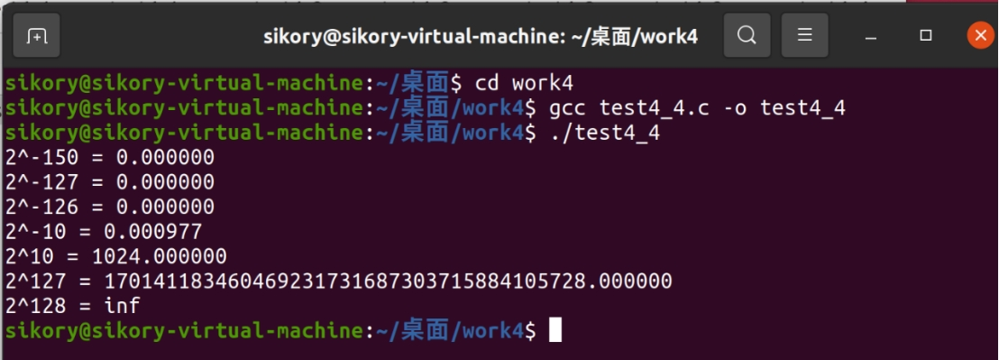 sikory@sikory-virtual-machine: ~/桌面/work4
sikory@sikory-virtual-machine:~/桌面$ cd work4
sikory@sikory-virtual-machine:~/桌面/work4$ gcc test4_4.c -o test4_4
sikory@sikory-virtual-machine:~/桌面/work4$ ./test4_4
2^-150 = 0.000000
2^-127 = 0.000000
2^-126 = 0.000000
2^-10 = 0.000977
2^10 = 1024.000000
2^127 = 170141183460469231731687303715884105728.000000
2^128 = inf
sikory@sikory-virtual-machine:~/桌面/work4$